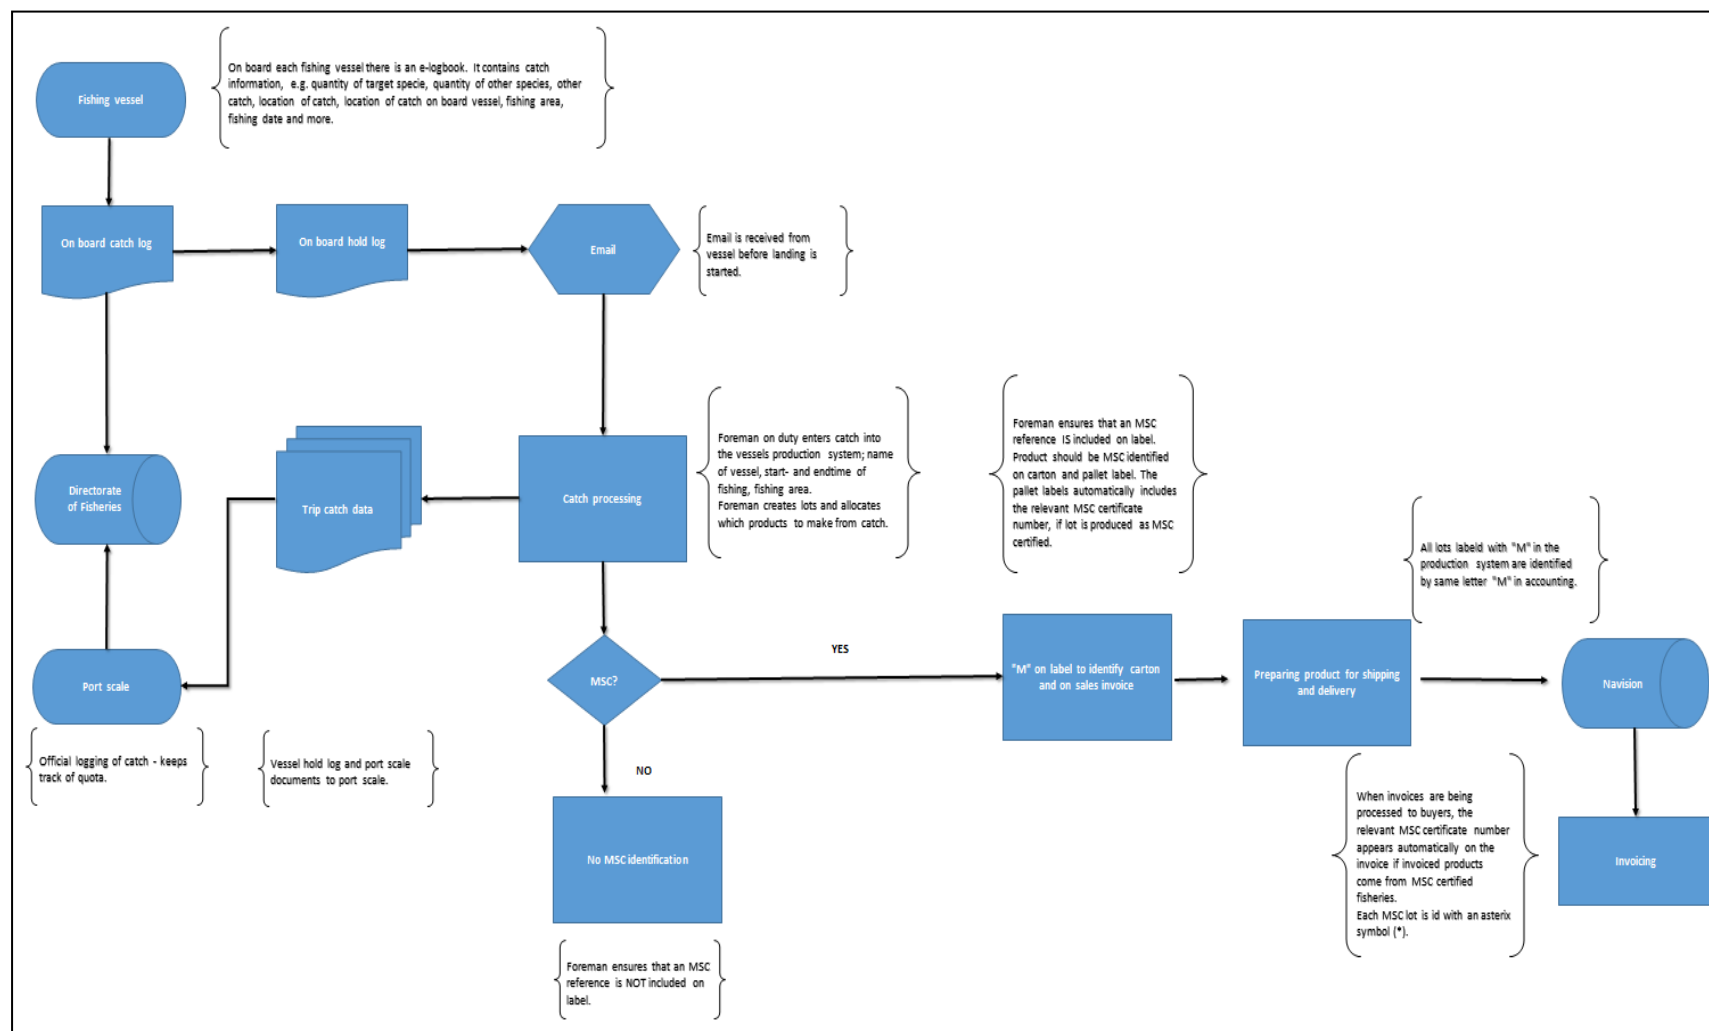 Fishing vessel
On board each fishing vessel there is an e-logbook. It contains catch
information, e.g. quantity of target specie, quantity of other species, other
catch, location of catch, location of catch on board vessel, fishing area,
fishing date and more.
On board catch log
On board hold log
Email
Email is received from
vessel before landing is
started.
Directorate
of Fisheries
Trip catch data
Catch processing
Foreman on duty enters catch into
the vessels production system; name
of vessel, start- and endtime of
fishing, fishing area.
Foreman creates lots and allocates
which products to make from catch.
Foreman ensures that an MSC
reference IS included on label.
Product should be MSC identified
on carton and pallet label. The
pallet labels automatically includes
the relevant MSC certificate
number, if lot is produced as MSC
certified.
All lots labeld with "M" in the
production system are identified
by same letter "M" in accounting.
Port scale
Official logging of catch - keeps
track of quota.
Vessel hold log and port scale
documents to port scale.
MSC?
YES
NO
"M" on label to identify carton
and on sales invoice
Preparing product for shipping
and delivery
Navision
No MSC identification
Foreman ensures that an MSC
reference is NOT included on
label.
When invoices are being
processed to buyers, the
relevant MSC certificate number
appears automatically on the
invoice if invoiced products
come from MSC certified
fisheries.
Each MSC lot is id with an asterix
symbol (*).
Invoicing